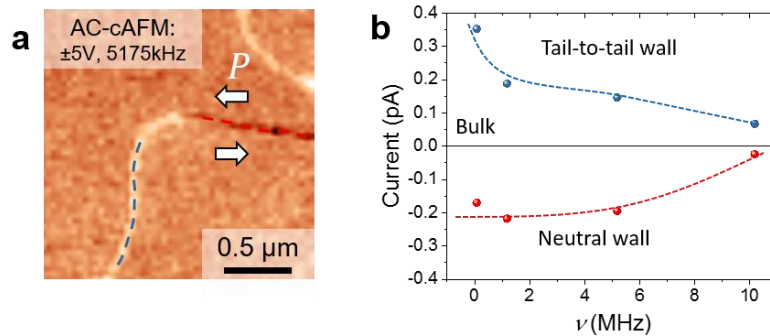 a
AC-cAFM:
±5V, 5175kHz
P
0.5 µm
b
Current (pA)
0.4
0.3
0.2
0.1
0.0
-0.1
-0.2
-0.3
-0.4
Tail-to-tail wall
Bulk
Neutral wall
0 2 4 6 8 10
ν (MHz)